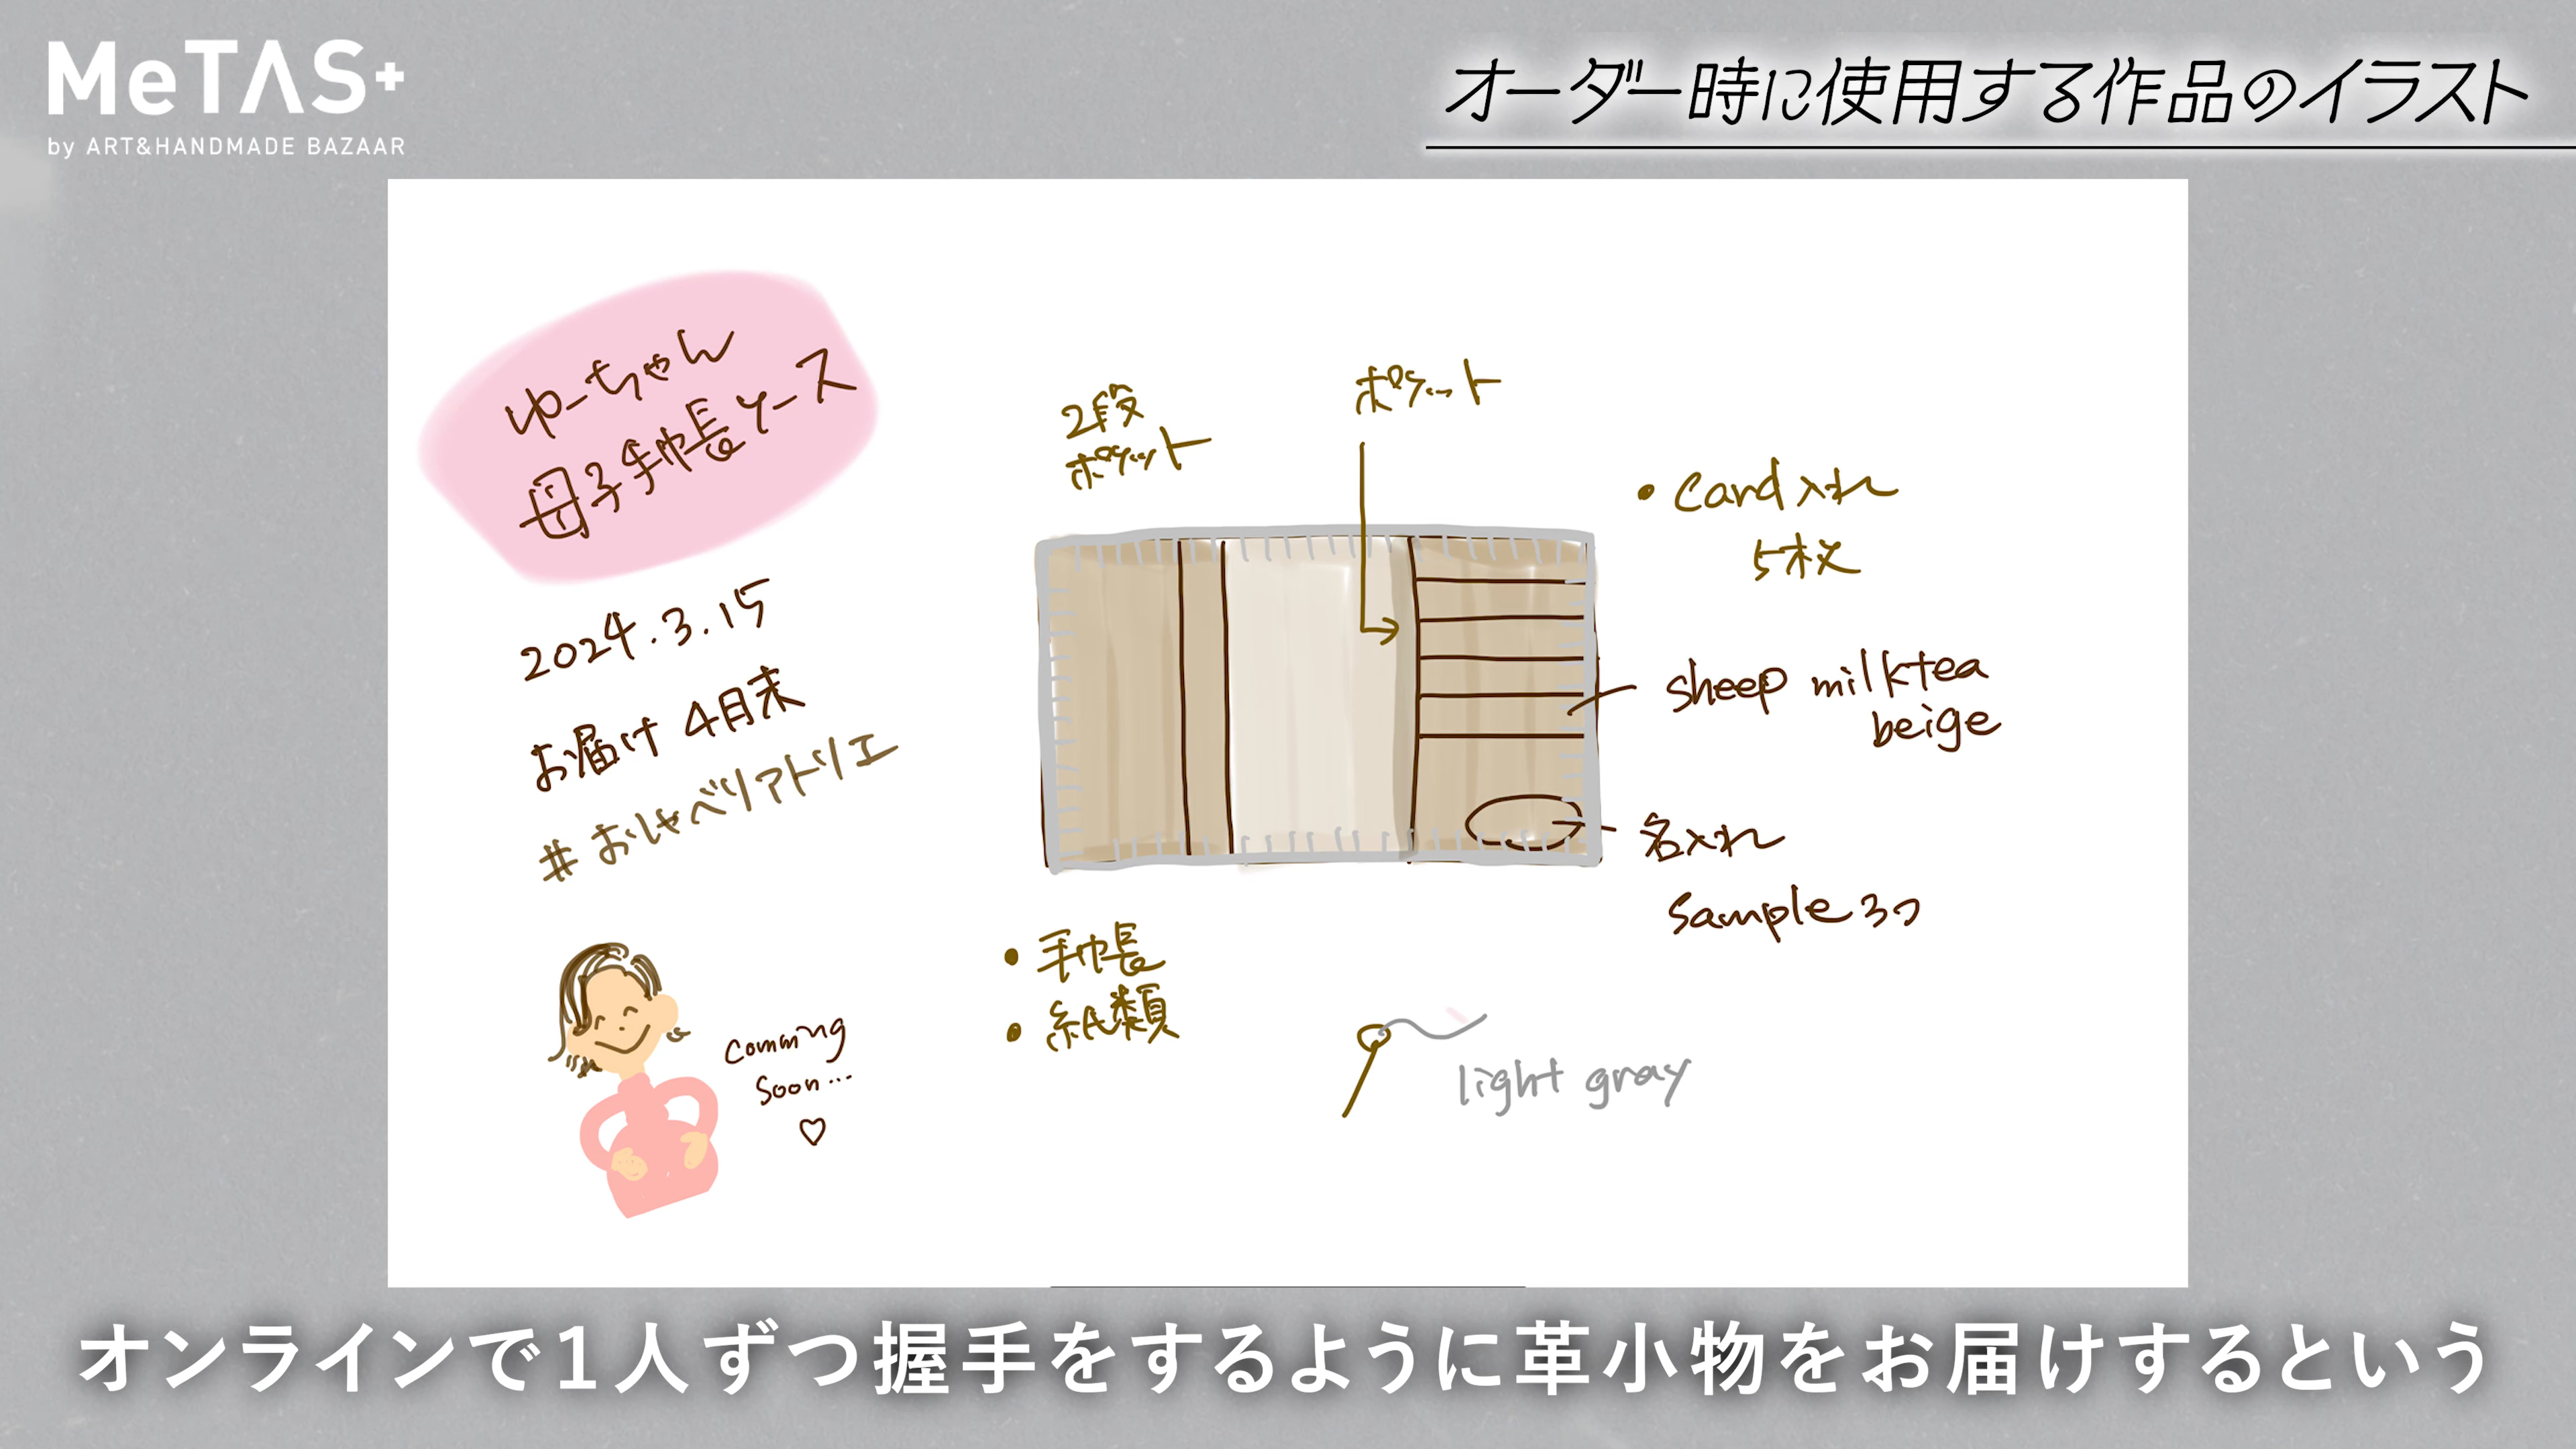 MeTAS+
by ART&HANDMADE BAZAAR
オーダー時に使用する作品のイラスト
ゆーちゃん
母子手帳ケース
2024.3.15
お届け 4月末
# おしゃべりアトリエ
Comming
Soon…
♡
2段
ポケット
ポケット
• Card入れ
5枚
sheep milktea
beige
名入れ
Sample 3つ
• 手帳
• 紙類
light gray
オンラインで1人ずつ握手をするように革小物をお届けするという